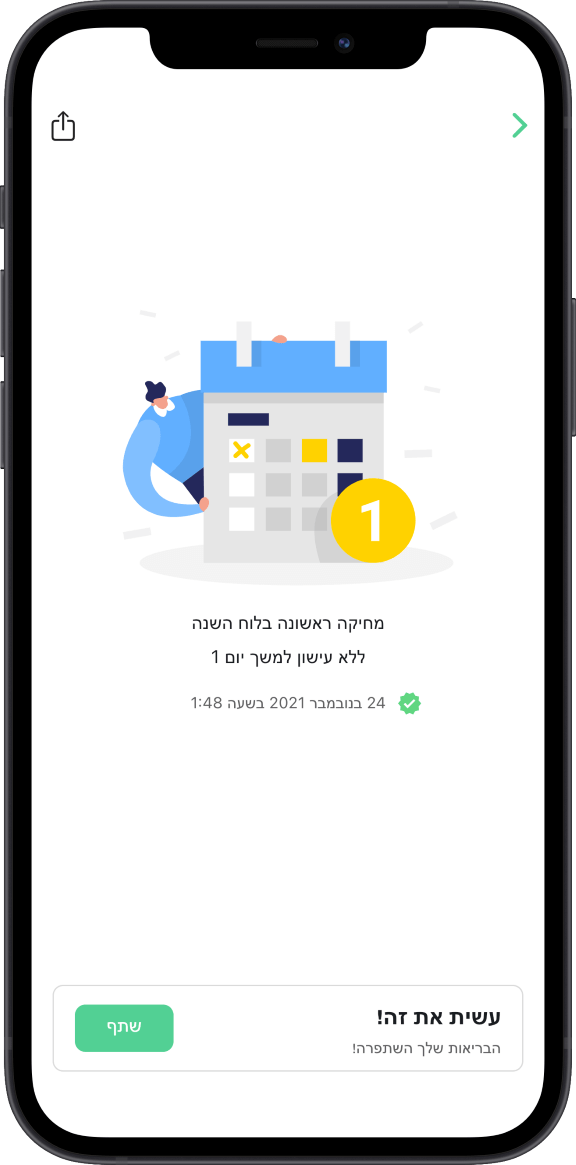 1
מחיקה ראשונה בלוח השנה
ללא עישון למשך יום 1
24 בנובמבר 2021 בשעה 1:48
עשית את זה!
הבריאות שלך השתפרה!
שתף